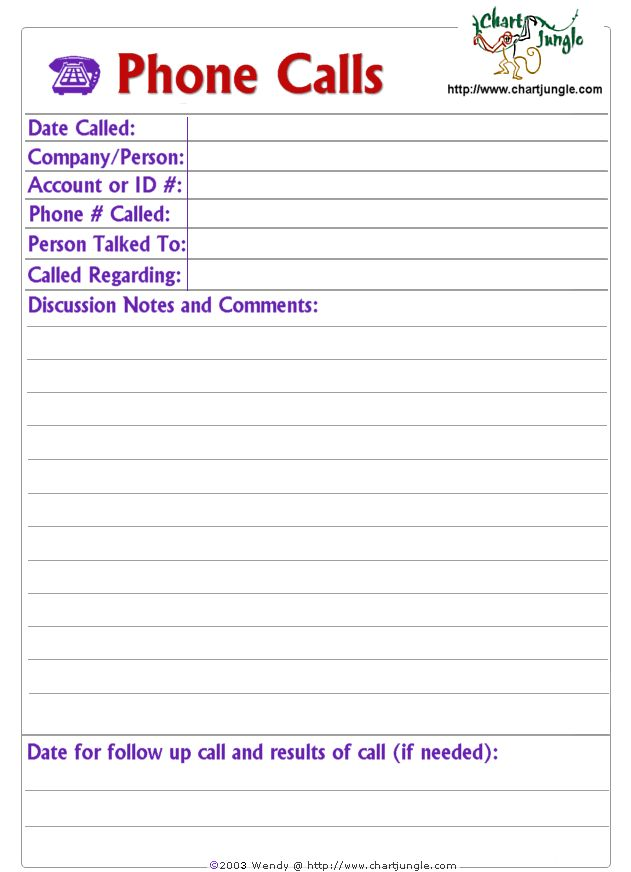 Chart
Jungle
Phone Calls
http://www.chartjungle.com
Date Called:
Company/Person:
Account or ID #:
Phone # Called:
Person Talked To:
Called Regarding:
Discussion Notes and Comments:
Date for follow up call and results of call (if needed):
©2003 Wendy @ http://www.chartjungle.com